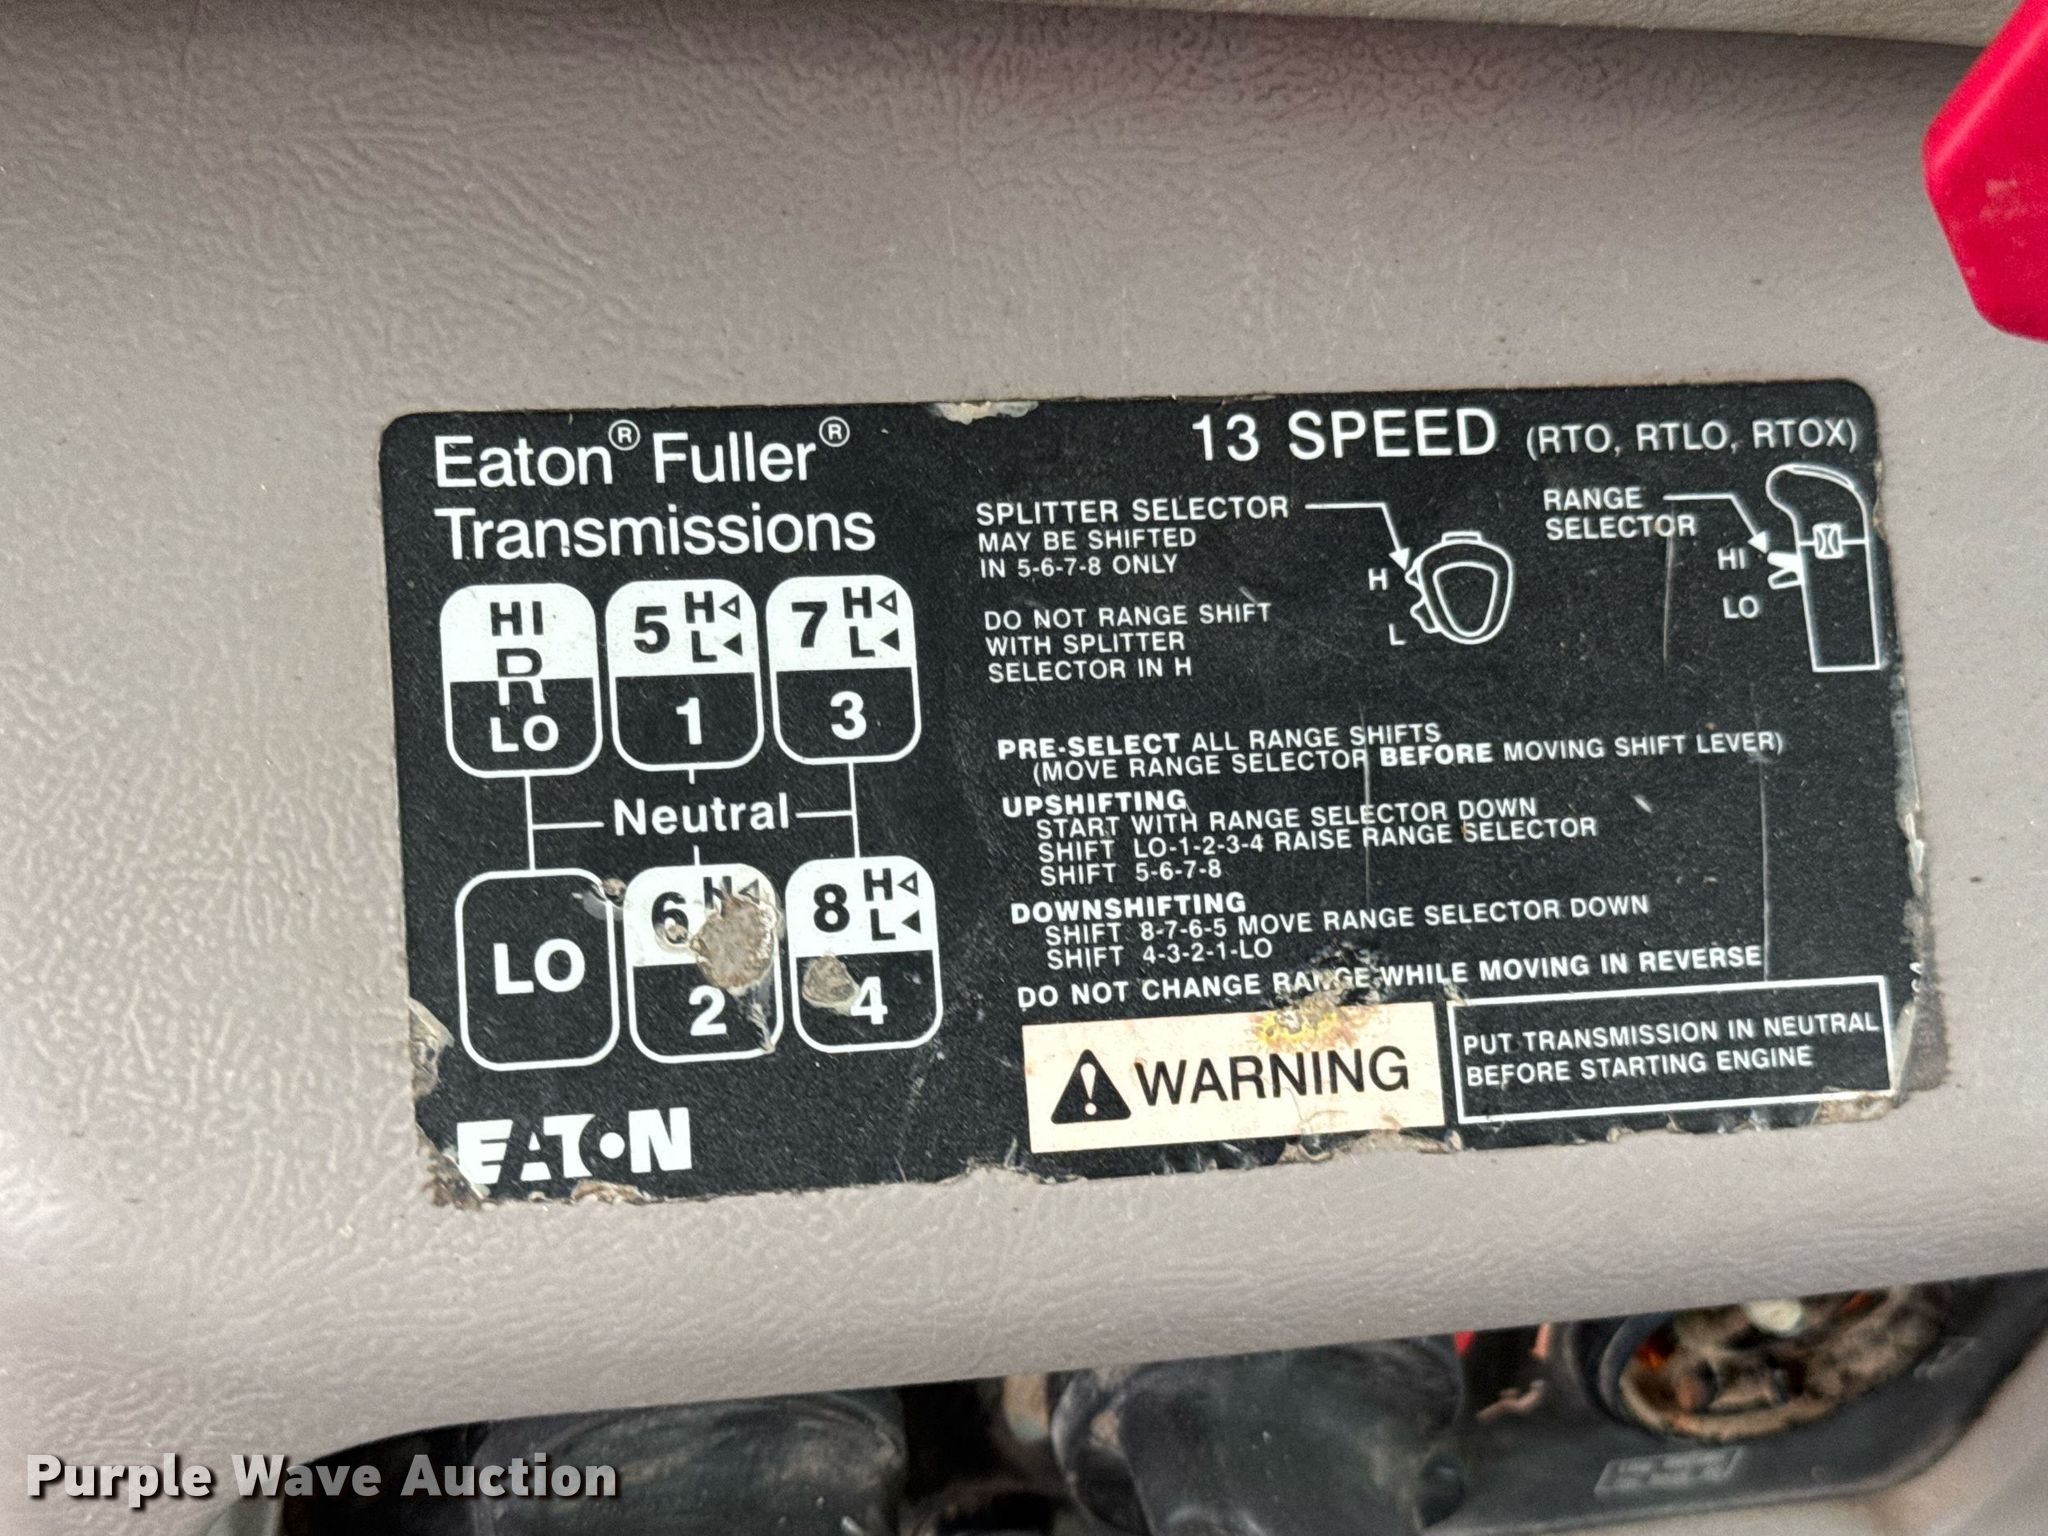 Eaton® Fuller®
Transmissions
13 SPEED (RTO, RTLO, RTOX)
HI
R
LO
5 H
L
1
7 H
L
3
Neutral
LO
6 H
2
8 H
L
4
EATON
SPLITTER SELECTOR
MAY BE SHIFTED
IN 5-6-7-8 ONLY
H
L
RANGE
SELECTOR
HI
LO
DO NOT RANGE SHIFT
WITH SPLITTER
SELECTOR IN H
PRE-SELECT ALL RANGE SHIFTS
(MOVE RANGE SELECTOR BEFORE MOVING SHIFT LEVER)
UPSHIFTING
START WITH RANGE SELECTOR DOWN
SHIFT LO-1-2-3-4 RAISE RANGE SELECTOR
SHIFT 5-6-7-8
DOWNSHIFTING
SHIFT 8-7-6-5 MOVE RANGE SELECTOR DOWN
SHIFT 4-3-2-1-LO
DO NOT CHANGE RANGE WHILE MOVING IN REVERSE
WARNING
PUT TRANSMISSION IN NEUTRAL
BEFORE STARTING ENGINE
Purple Wave Auction